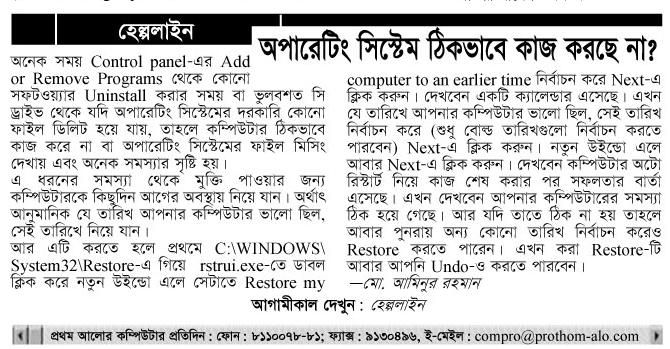 হেল্পলাইন
অপারেটিং সিস্টেম ঠিকভাবে কাজ করছে না?
অনেক সময় Control panel-এর Add
or Remove Programs থেকে কোনো
সফটওয়্যার Uninstall করার সময় বা ভুলবশত সি
ড্রাইভ থেকে যদি অপারেটিং সিস্টেমের দরকারি কোনো
ফাইল ডিলিট হয়ে যায়, তাহলে কম্পিউটার ঠিকভাবে
কাজ করে না বা অপারেটিং সিস্টেমের ফাইল মিসিং
দেখায় এবং অনেক সমস্যার সৃষ্টি হয়।
এ ধরনের সমস্যা থেকে মুক্তি পাওয়ার জন্য
কম্পিউটারকে কিছুদিন আগের অবস্থায় নিয়ে যান। অর্থাৎ
আনুমানিক যে তারিখ আপনার কম্পিউটার ভালো ছিল,
সেই তারিখে নিয়ে যান।
আর এটি করতে হলে প্রথমে C:\WINDOWS\
System32\Restore-এ গিয়ে rstrui.exe-তে ডাবল
ক্লিক করে নতুন উইন্ডো এলে সেটাতে Restore my
computer to an earlier time নির্বাচন করে Next-এ
ক্লিক করুন। দেখবেন একটি ক্যালেন্ডার এসেছে। এখন
যে তারিখে আপনার কম্পিউটার ভালো ছিল, সেই তারিখ
নির্বাচন করে (শুধু বোল্ড তারিখগুলো নির্বাচন করতে
পারবেন) Next-এ ক্লিক করুন। নতুন উইন্ডো এলে
আবার Next-এ ক্লিক করুন। দেখবেন কম্পিউটার অটো
রিস্টার্ট নিয়ে কাজ শেষ করার পর সফলতার বার্তা
এসেছে। এখন দেখবেন আপনার কম্পিউটারের সমস্যা
ঠিক হয়ে গেছে। আর যদি তাতে ঠিক না হয় তাহলে
আবার পুনরায় অন্য কোনো তারিখ নির্বাচন করেও
Restore করতে পারেন। এখন করা Restore-টি
আবার আপনি Undo-ও করতে পারবেন।
—মো. আমিনুর রহমান
আগামীকাল দেখুন : হেল্পলাইন
প্রথম আলোর কম্পিউটার প্রতিদিন : ফোন : ৮১১০০৭৮-৮১; ফ্যাক্স : ৯১৩০৪৯৬, ই-মেইল : compro@prothom-alo.com